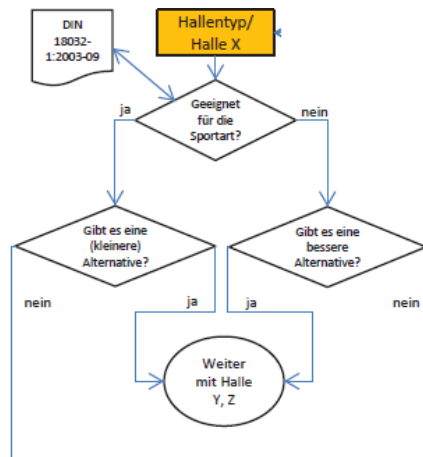 DIN
18032-
1:2003-09
Hallentyp/
Halle X
ja
Geeignet
für die
Sportart?
nein
Gibt es eine
(kleinere)
Alternative?
Gibt es eine
bessere
Alternative?
nein
ja
ja
nein
Weiter
mit Halle
Y, Z